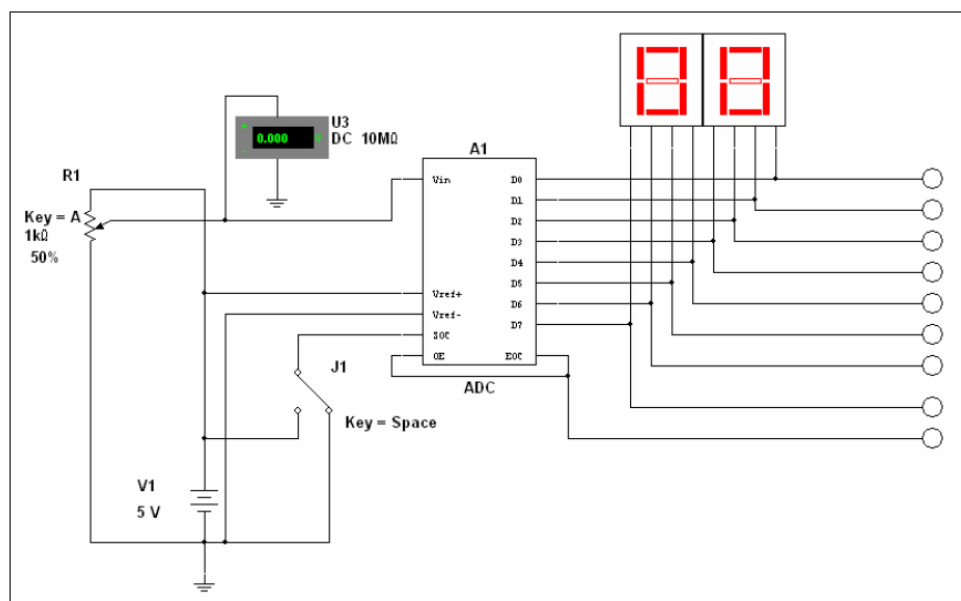 U3
0.000 V
DC 10MΩ
A1
R1
Key = A
1kΩ
50%
Vin
Vref+
Vref-
SOC
OE
D0
D1
D2
D3
D4
D5
D6
D7
EOC
ADC
J1
Key = Space
V1
5 V